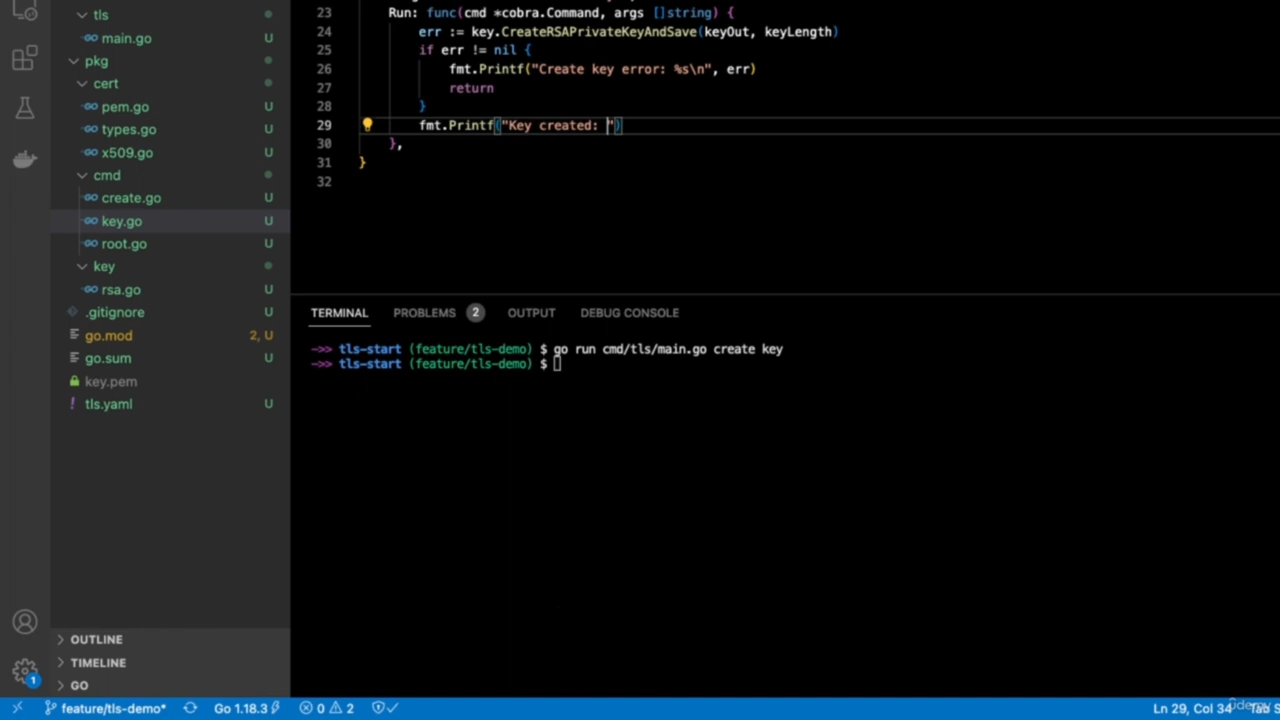 tls
main.go U
pkg
cert
pem.go U
types.go U
x509.go U
cmd
create.go U
key.go U
root.go U
key
rsa.go U
.gitignore U
go.mod 2, U
go.sum U
key.pem
! tls.yaml U
OUTLINE
TIMELINE
GO
23 Run: func(cmd *cobra.Command, args []string) {
24 err := key.CreateRSAPrivateKeyAndSave(keyOut, keyLength)
25 if err != nil {
26 fmt.Printf("Create key error: %s\n", err)
27 return
28 }
29 fmt.Printf("Key created: ")
30 },
31 }
32
TERMINAL PROBLEMS 2 OUTPUT DEBUG CONSOLE
->> tls-start (feature/tls-demo) $ go run cmd/tls/main.go create key
->> tls-start (feature/tls-demo) $
1
feature/tls-demo* Go 1.18.3 0 2 Ln 29, Col 34 Tab S
Udemy